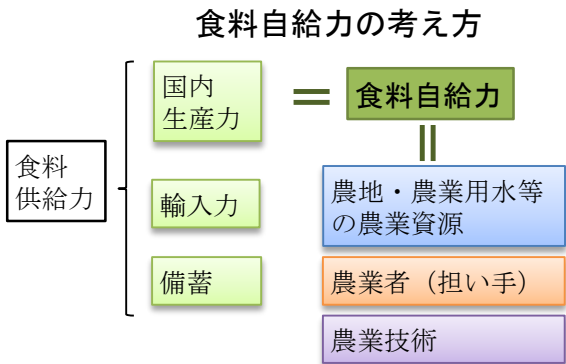 食料自給力の考え方
食料
供給力
国内
生産力
＝
食料自給力
＝
輸入力
備蓄
農地・農業用水等
の農業資源
農業者（担い手）
農業技術